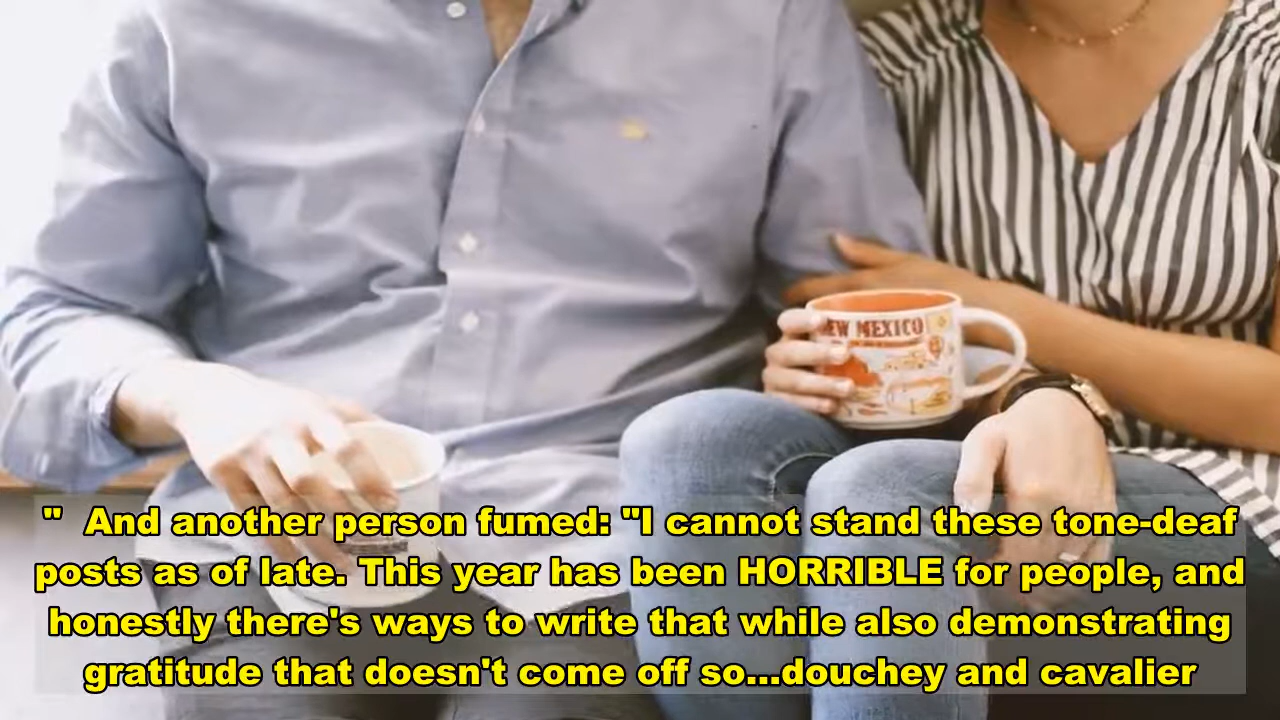 EW MEXICO
"  And another person fumed: "I cannot stand these tone-deaf
posts as of late. This year has been HORRIBLE for people, and
honestly there's ways to write that while also demonstrating
gratitude that doesn't come off so...douchey and cavalier